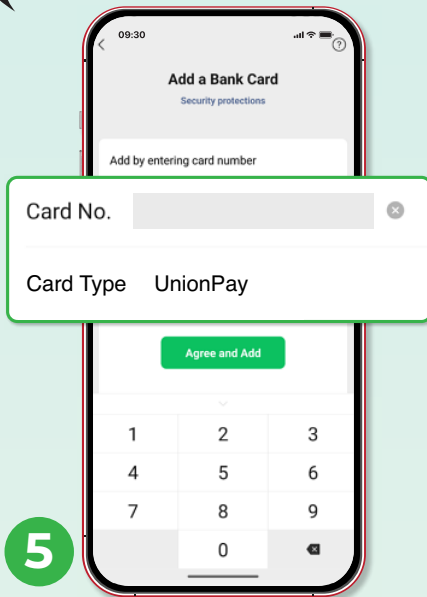 09:30
Add a Bank Card
Security protections
Add by entering card number
Card No.
Card Type UnionPay
Agree and Add
1 2 3
4 5 6
7 8 9
0
5